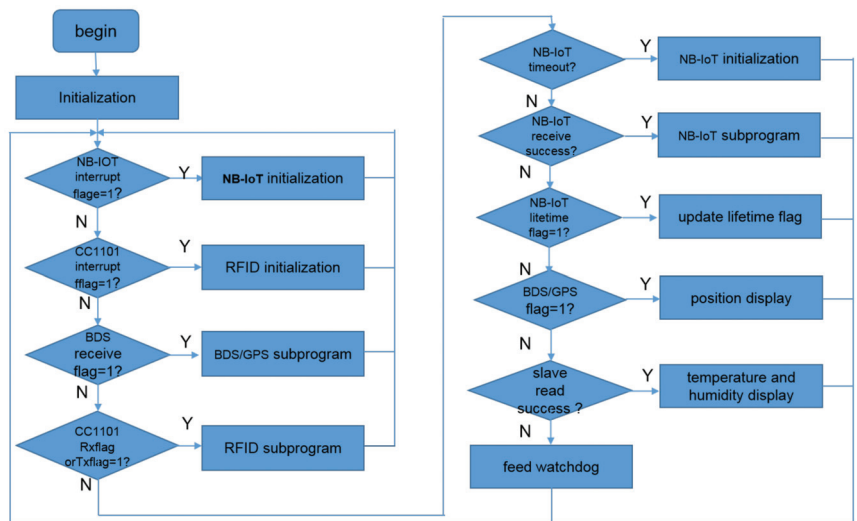 begin
Initialization
NB-IOT
interrupt
flage=1?
Y
NB-IoT initialization
N
CC1101
interrupt
fflag=1?
Y
RFID initialization
N
BDS
receive
flag=1?
Y
BDS/GPS subprogram
N
CC1101
Rxflag
orTxflag=1?
Y
RFID subprogram
N
NB-IoT
timeout?
Y
NB-IoT initialization
N
NB-IoT
receive
success?
Y
NB-IoT subprogram
N
NB-IoT
litetime
flag=1?
Y
update lifetime flag
N
BDS/GPS
flag=1?
Y
position display
N
slave
read
success ?
Y
temperature and
humidity display
N
feed watchdog